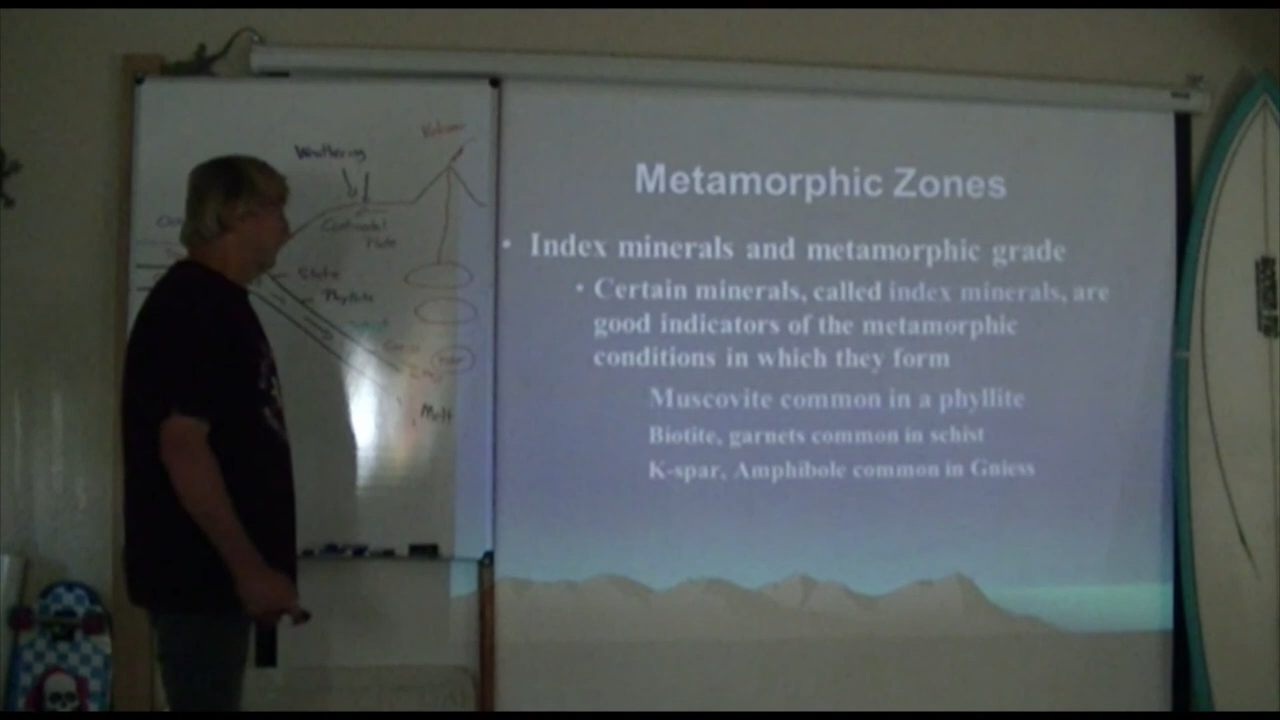 Weathering
Volcano
Continental
Plate
Slate
Phyllite
Melt
Metamorphic Zones
• Index minerals and metamorphic grade
• Certain minerals, called index minerals, are
good indicators of the metamorphic
conditions in which they form
Muscovite common in a phyllite
Biotite, garnets common in schist
K-spar, Amphibole common in Gniess